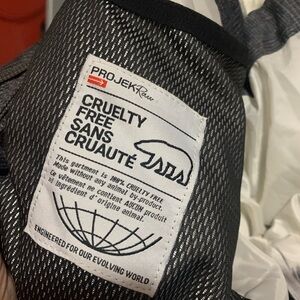 PROJEK Raw
CRUELTY
FREE
SANS
CRUAUTÉ
This gartment is 100% CRUELTY FREE
Made without any animal by-product.
Ce vêtement ne contient AUCUN produit
ni ingrédient d'origine animal.
ENGINEERED FOR OUR EVOLVING WORLD